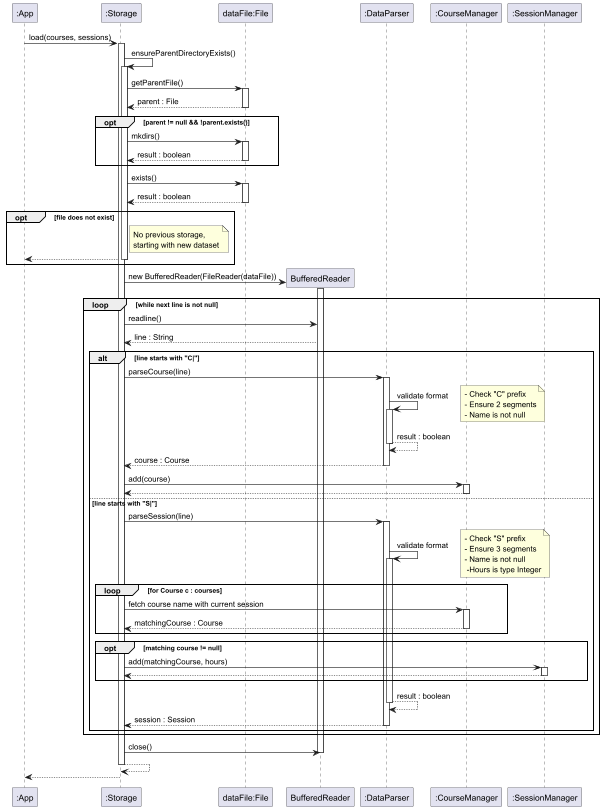 :App
:Storage
dataFile:File
:DataParser
:CourseManager
:SessionManager
load(courses, sessions)
ensureParentDirectoryExists()
getParentFile()
parent : File
opt
[parent != null && !parent.exists()]
mkdirs()
result : boolean
exists()
result : boolean
opt
[file does not exist]
No previous storage,
starting with new dataset
new BufferedReader(FileReader(dataFile))
BufferedReader
loop
[while next line is not null]
readline()
line : String
alt
[line starts with "C|"]
parseCourse(line)
validate format
- Check "C" prefix
- Ensure 2 segments
- Name is not null
result : boolean
course : Course
add(course)
[line starts with "S|"]
parseSession(line)
validate format
- Check "S" prefix
- Ensure 3 segments
- Name is not null
-Hours is type Integer
loop
[for Course c : courses]
fetch course name with current session
matchingCourse : Course
opt
[matching course != null]
add(matchingCourse, hours)
result : boolean
session : Session
close()
:App
:Storage
dataFile:File
BufferedReader
:DataParser
:CourseManager
:SessionManager